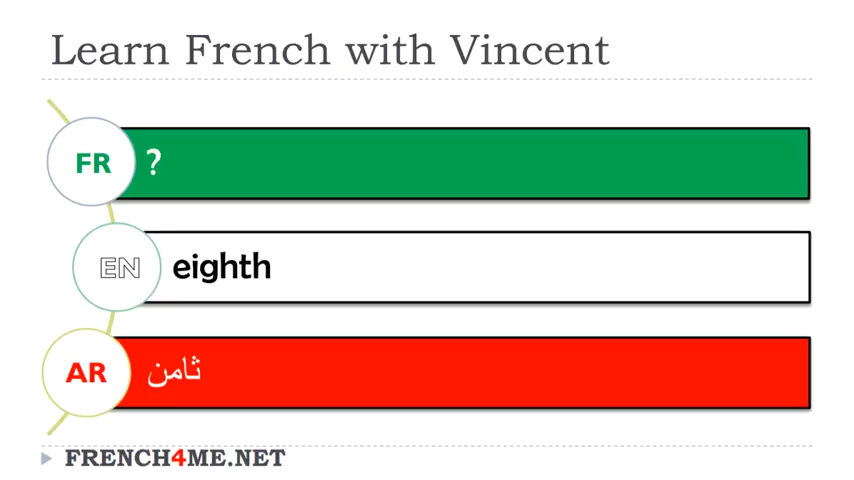 Learn French with Vincent
FR ?
EN eighth
AR ثامن
FRENCH4ME.NET